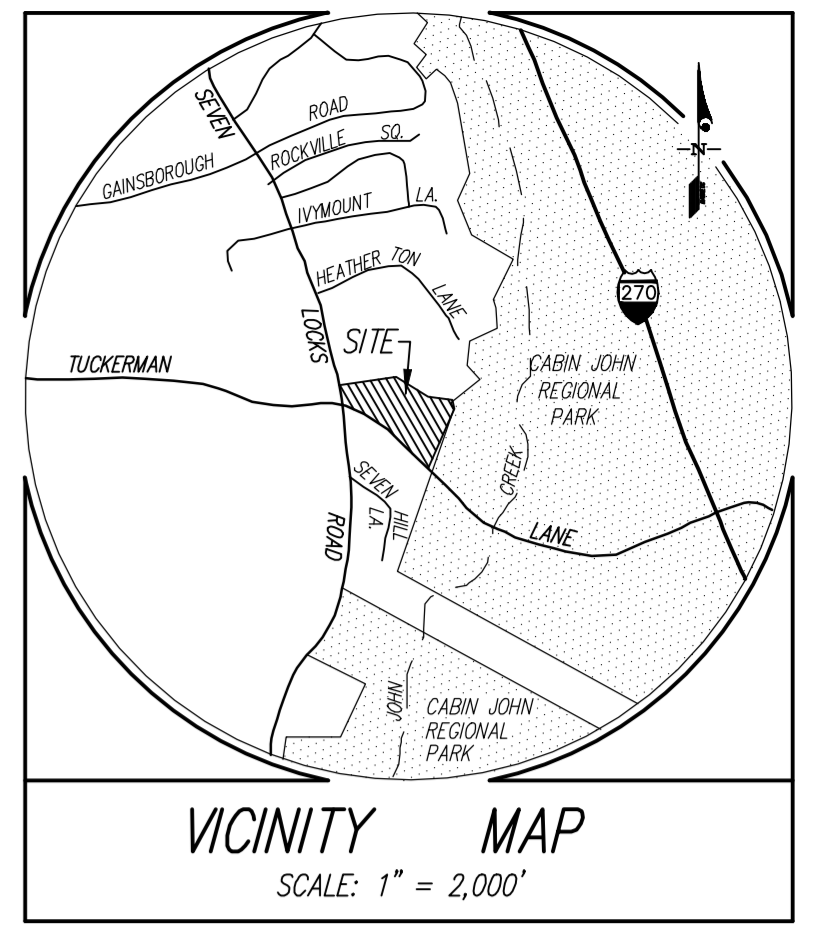 SEVEN
LOCKS
ROAD
GAINSBOROUGH ROAD
ROCKVILLE SQ.
IVYMOUNT LA.
HEATHER TON LANE
N
270
TUCKERMAN
LANE
SITE
CABIN JOHN
REGIONAL
PARK
SEVEN
HILL
LA.
CREEK
JOHN
CABIN JOHN
REGIONAL
PARK
VICINITY MAP
SCALE: 1" = 2,000'